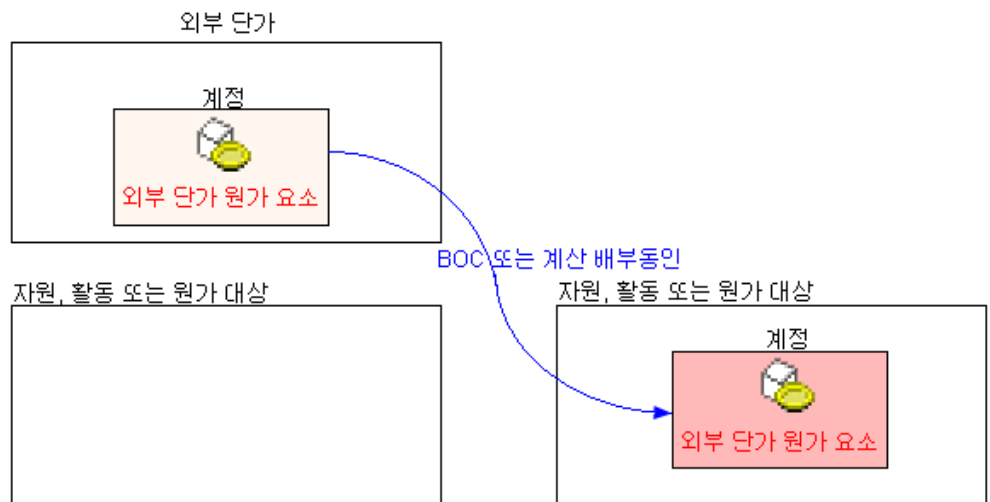 외부 단가
계정
외부 단가 원가 요소
BOC 또는 계산 배부동인
자원, 활동 또는 원가 대상
자원, 활동 또는 원가 대상
계정
외부 단가 원가 요소